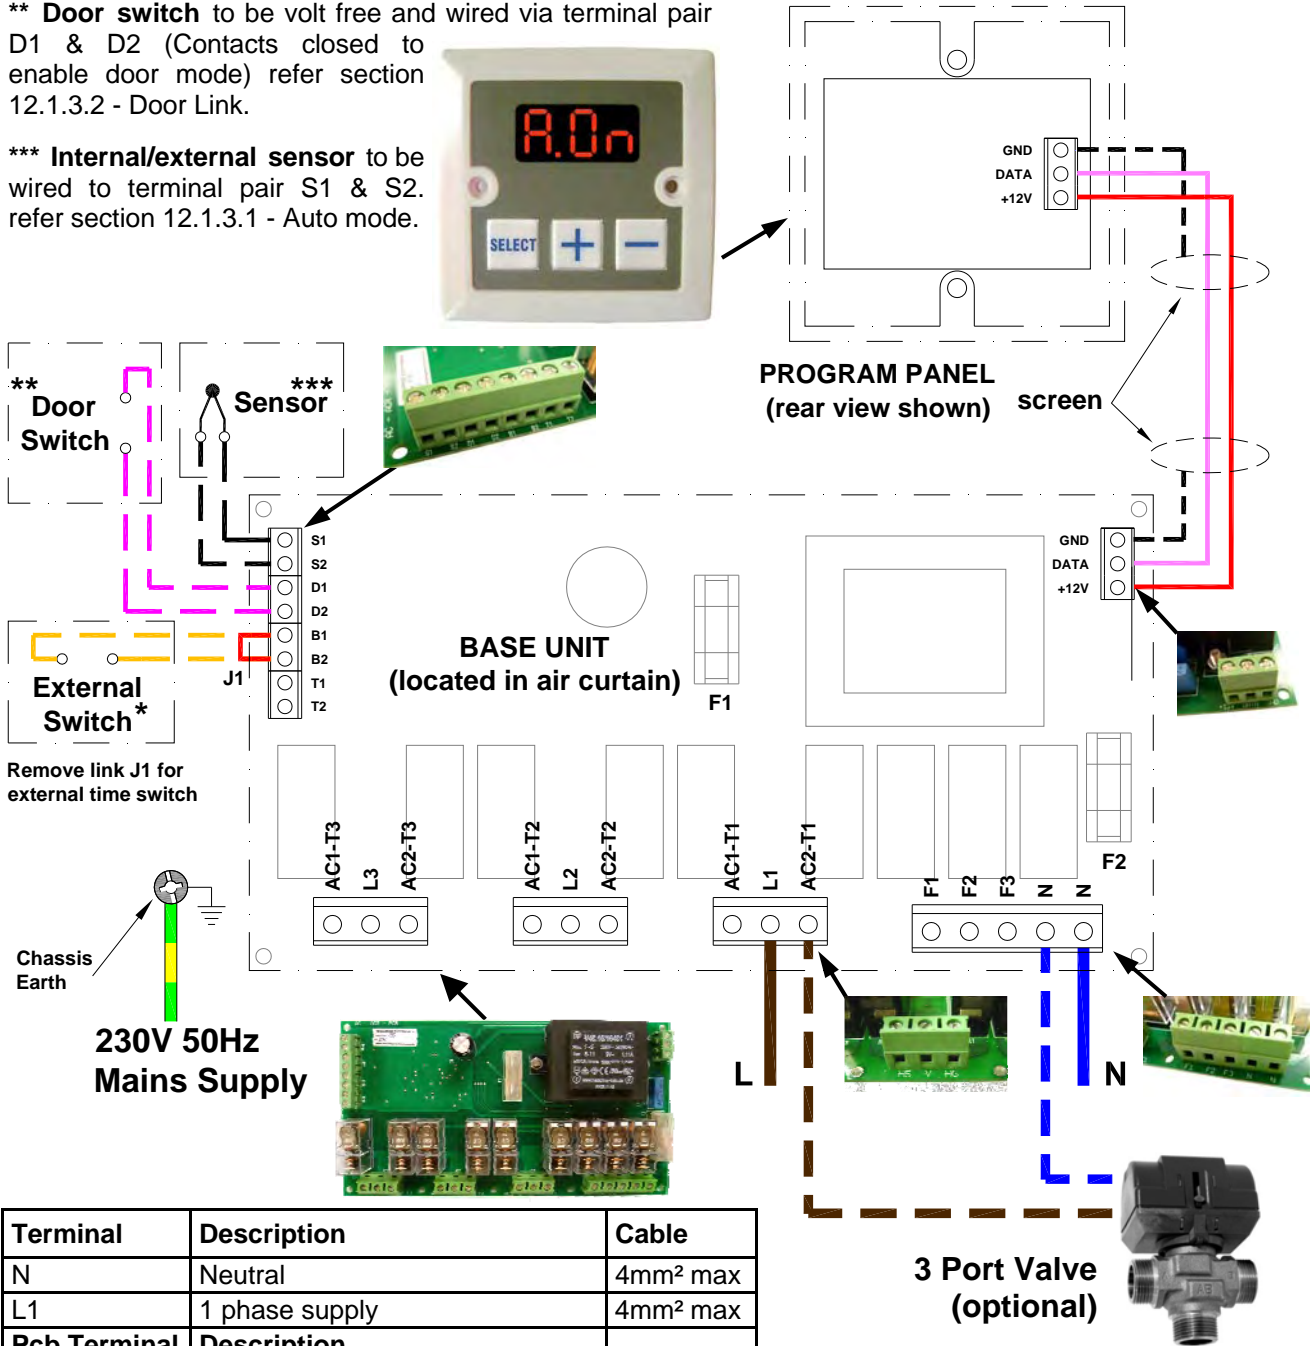 ** Door switch to be volt free and wired via terminal pair
D1 & D2 (Contacts closed to
enable door mode) refer section
12.1.3.2 - Door Link.
*** Internal/external sensor to be
wired to terminal pair S1 & S2.
refer section 12.1.3.1 - Auto mode.
A.On
SELECT + −
GND
DATA
+12V
PROGRAM PANEL
(rear view shown)
screen
**
Door
Switch
***
Sensor
S1
S2
D1
D2
B1
B2
T1
T2
J1
External
Switch*
Remove link J1 for
external time switch
BASE UNIT
(located in air curtain)
F1
GND
DATA
+12V
F2
AC1-T3
L3
AC2-T3
AC1-T2
L2
AC2-T2
AC1-T1
L1
AC2-T1
F1
F2
F3
N
N
Chassis
Earth
230V 50Hz
Mains Supply
L
N
3 Port Valve
(optional)
Terminal Description Cable
N Neutral 4mm² max
L1 1 phase supply 4mm² max
Pcb Terminal Description